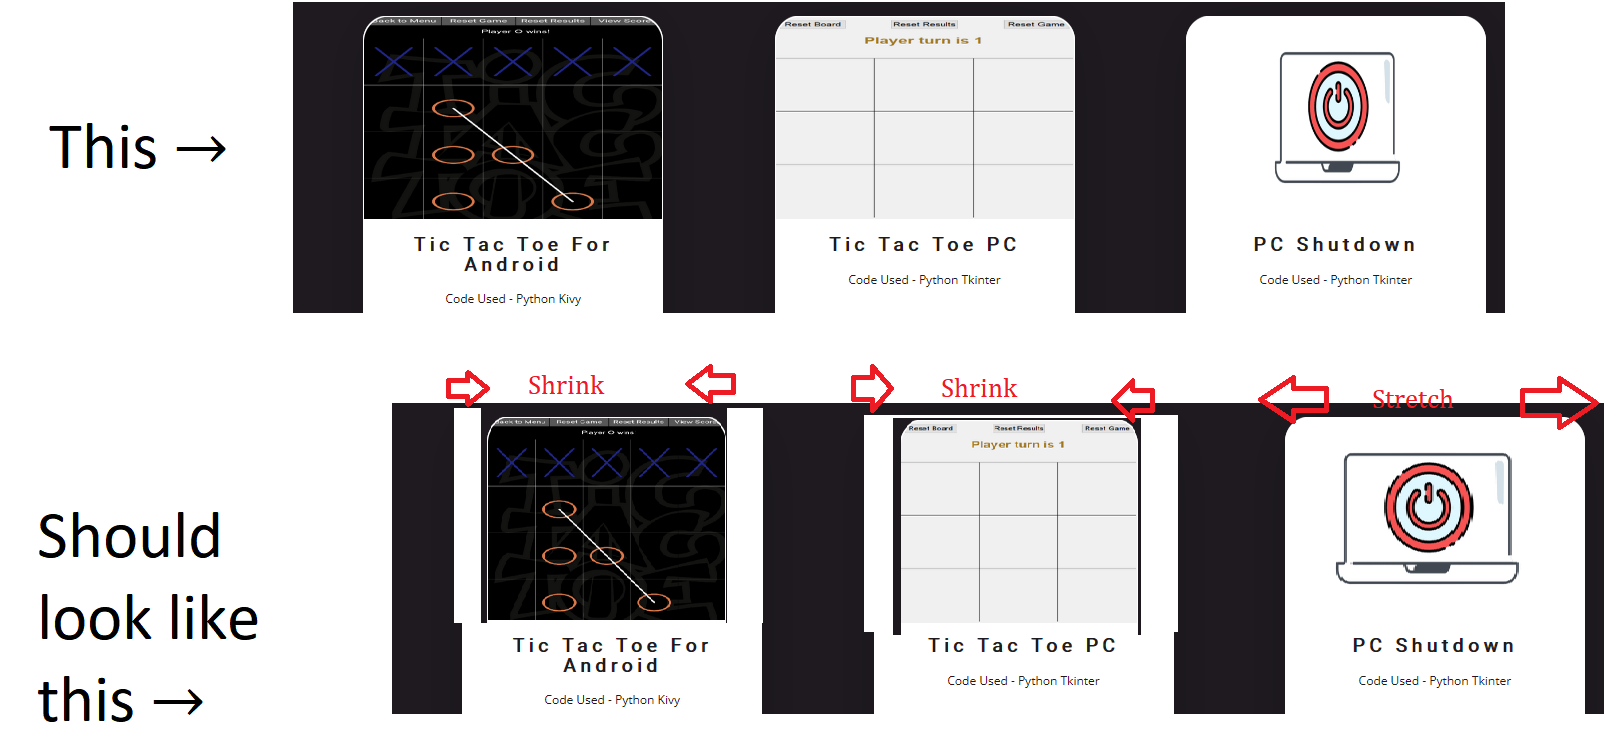 This →
Back to Menu Reset Game Reset Results View Score
Player O wins!
Reset Board Reset Results Reset Game
Player turn is 1
Tic Tac Toe For
Android
Code Used - Python Kivy
Tic Tac Toe PC
Code Used - Python Tkinter
PC Shutdown
Code Used - Python Tkinter
Shrink
Shrink
Stretch
Should
look like
this →
Back to Menu Reset Game Reset Results View Score
Player O wins
Reset Board Reset Results Reset Game
Player turn is 1
Tic Tac Toe For
Android
Code Used - Python Kivy
Tic Tac Toe PC
Code Used - Python Tkinter
PC Shutdown
Code Used - Python Tkinter